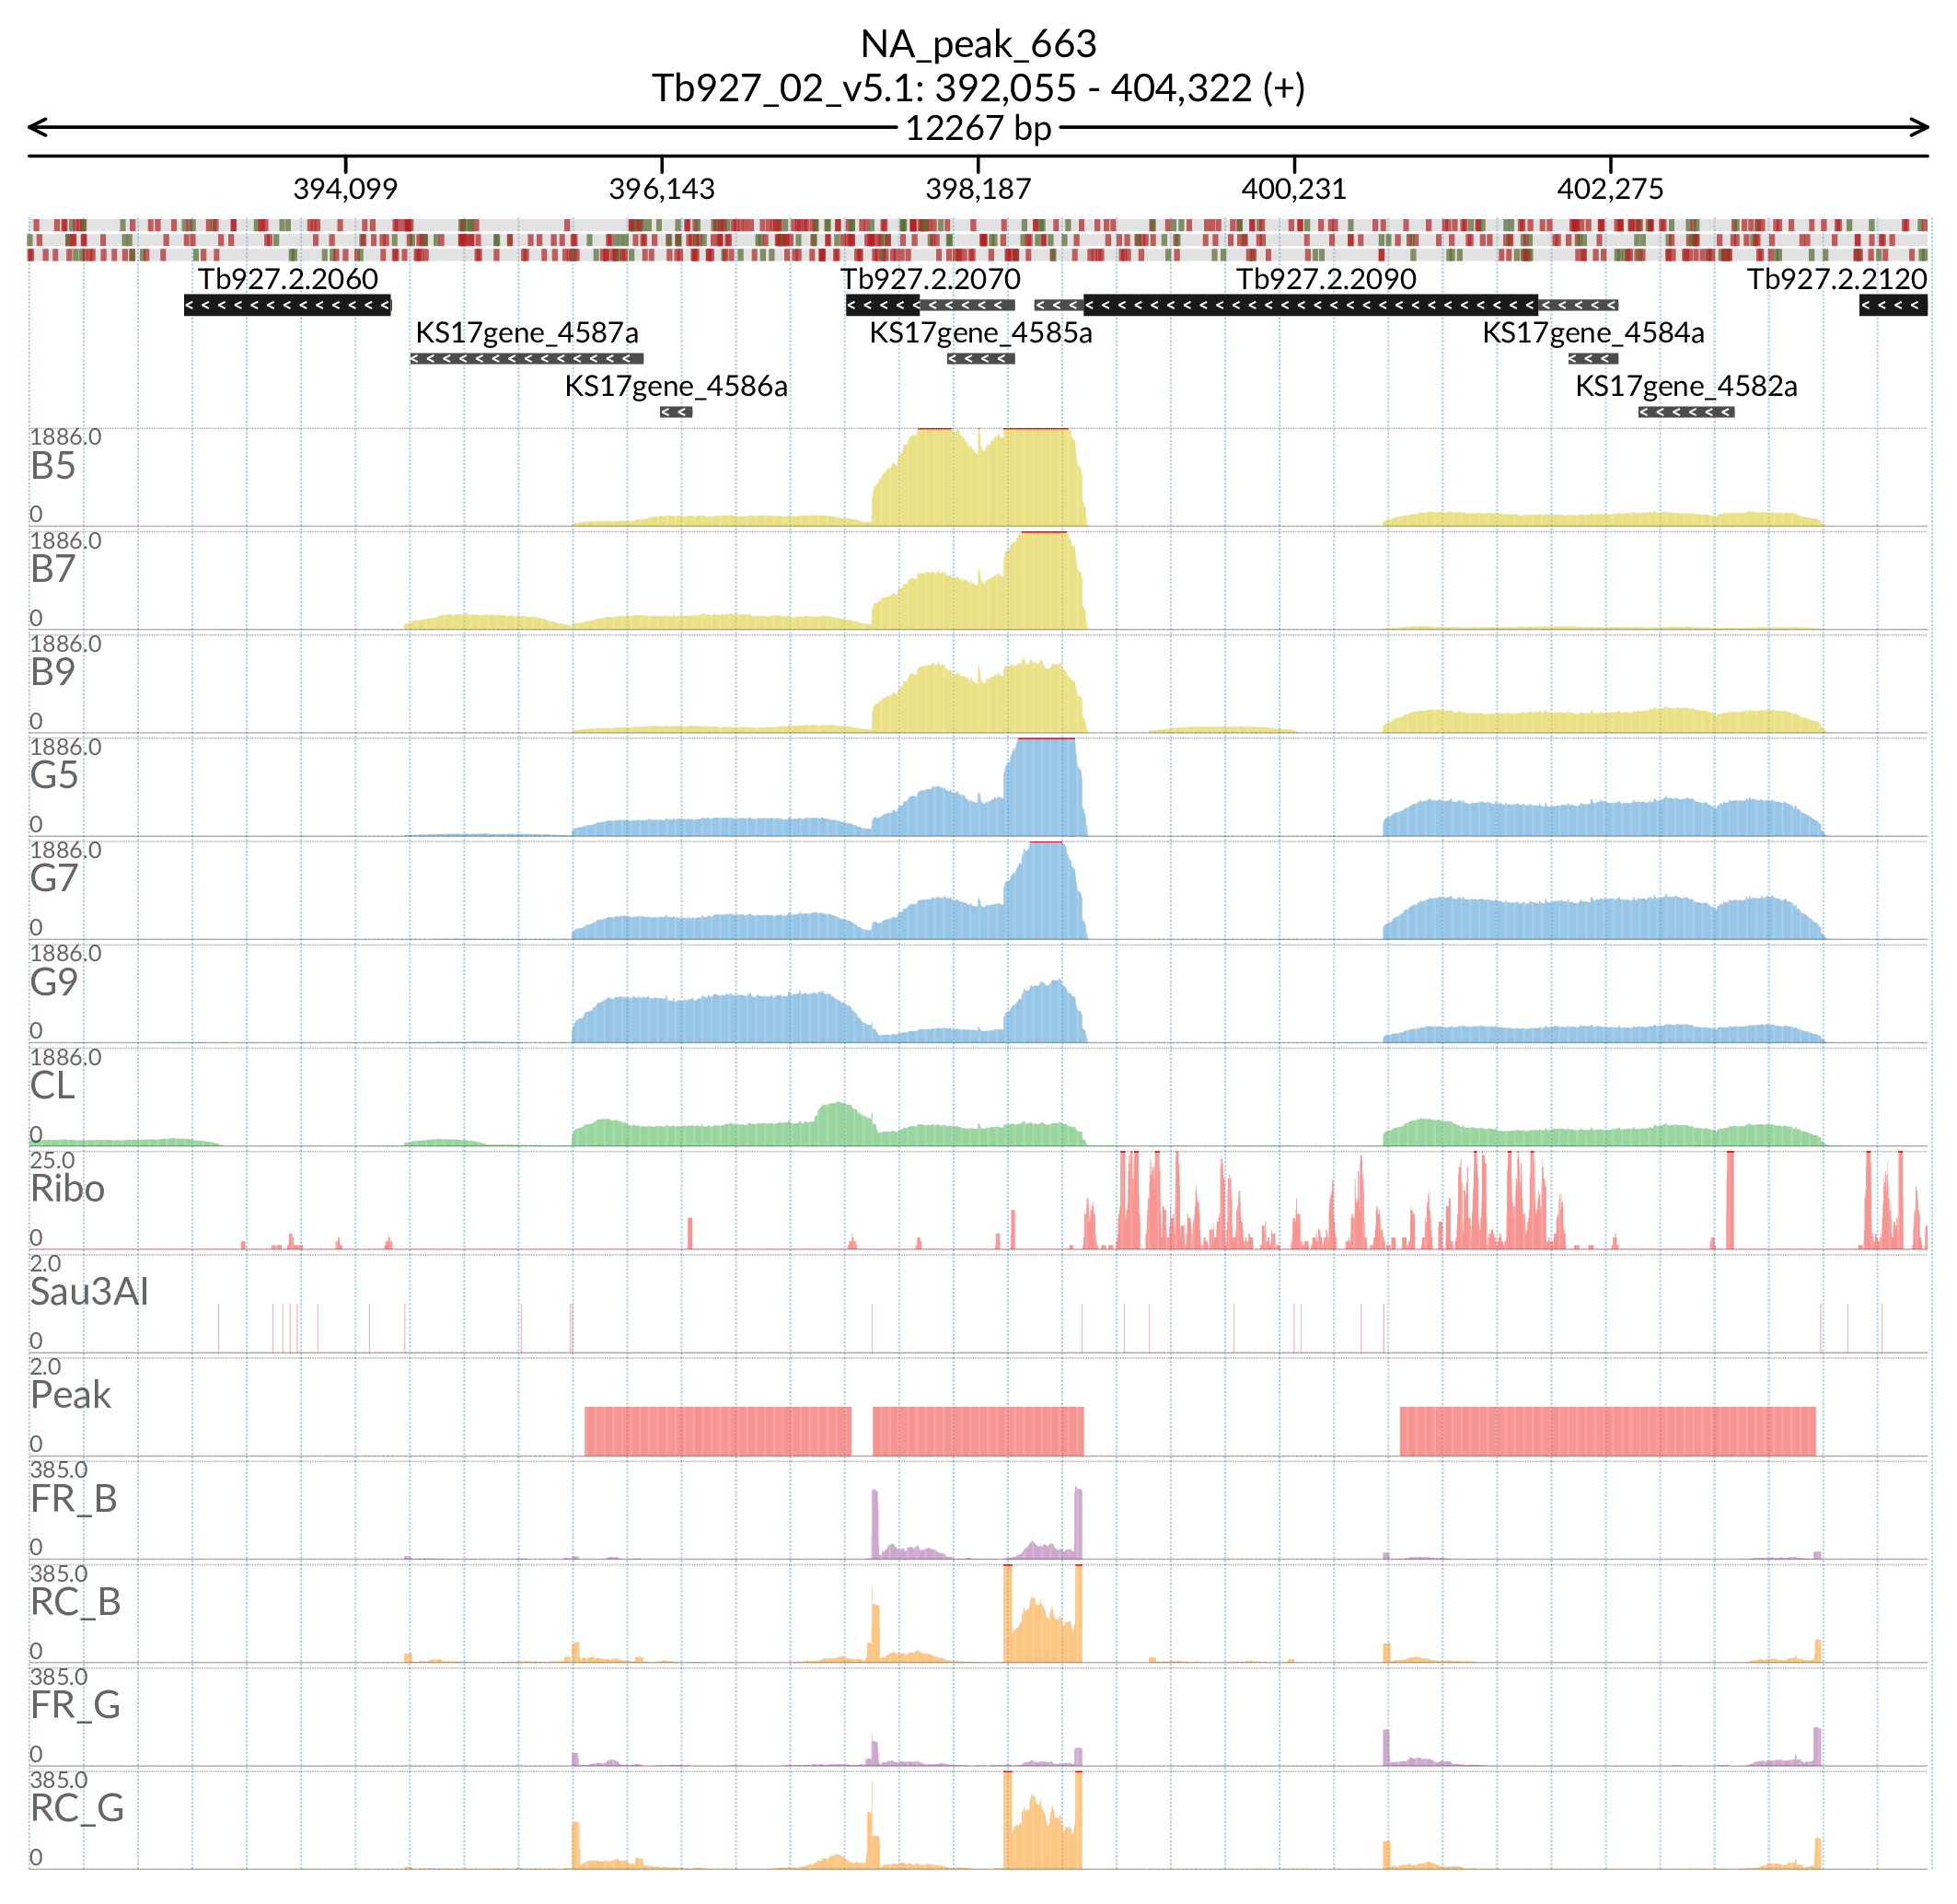 NA_peak_663
Tb927_02_v5.1: 392,055 - 404,322 (+)
12267 bp
394,099 396,143 398,187 400,231 402,275
Tb927.2.2060 Tb927.2.2070 Tb927.2.2090 Tb927.2.2120
KS17gene_4587a KS17gene_4585a KS17gene_4584a
KS17gene_4586a KS17gene_4582a
1886.0
B5
0
1886.0
B7
0
1886.0
B9
0
1886.0
G5
0
1886.0
G7
0
1886.0
G9
0
1886.0
CL
0
25.0
Ribo
0
2.0
Sau3AI
0
2.0
Peak
0
385.0
FR_B
0
385.0
RC_B
0
385.0
FR_G
0
385.0
RC_G
0